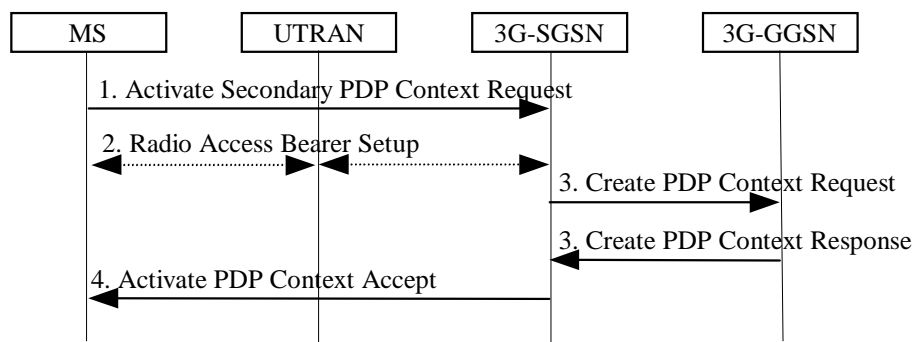 MS
UTRAN
3G-SGSN
3G-GGSN
1. Activate Secondary PDP Context Request
2. Radio Access Bearer Setup
3. Create PDP Context Request
3. Create PDP Context Response
4. Activate PDP Context Accept